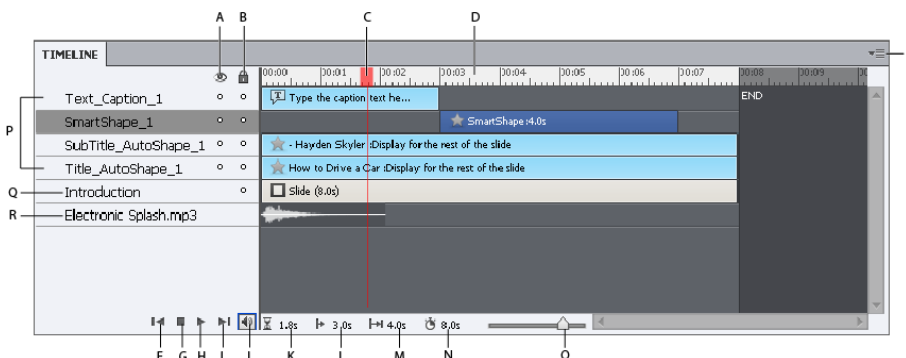 A B C D
TIMELINE
00:00 00:01 00:02 00:03 00:04 00:05 00:06 00:07 00:08 00:09
P
Text_Caption_1 Type the caption text he... END
SmartShape_1 SmartShape :4.0s
SubTitle_AutoShape_1 - Hayden Skyler :Display for the rest of the slide
Title_AutoShape_1 How to Drive a Car :Display for the rest of the slide
Q Introduction Slide (8.0s)
R Electronic Splash.mp3
1.8s 3.0s 4.0s 8.0s
G H K M N O